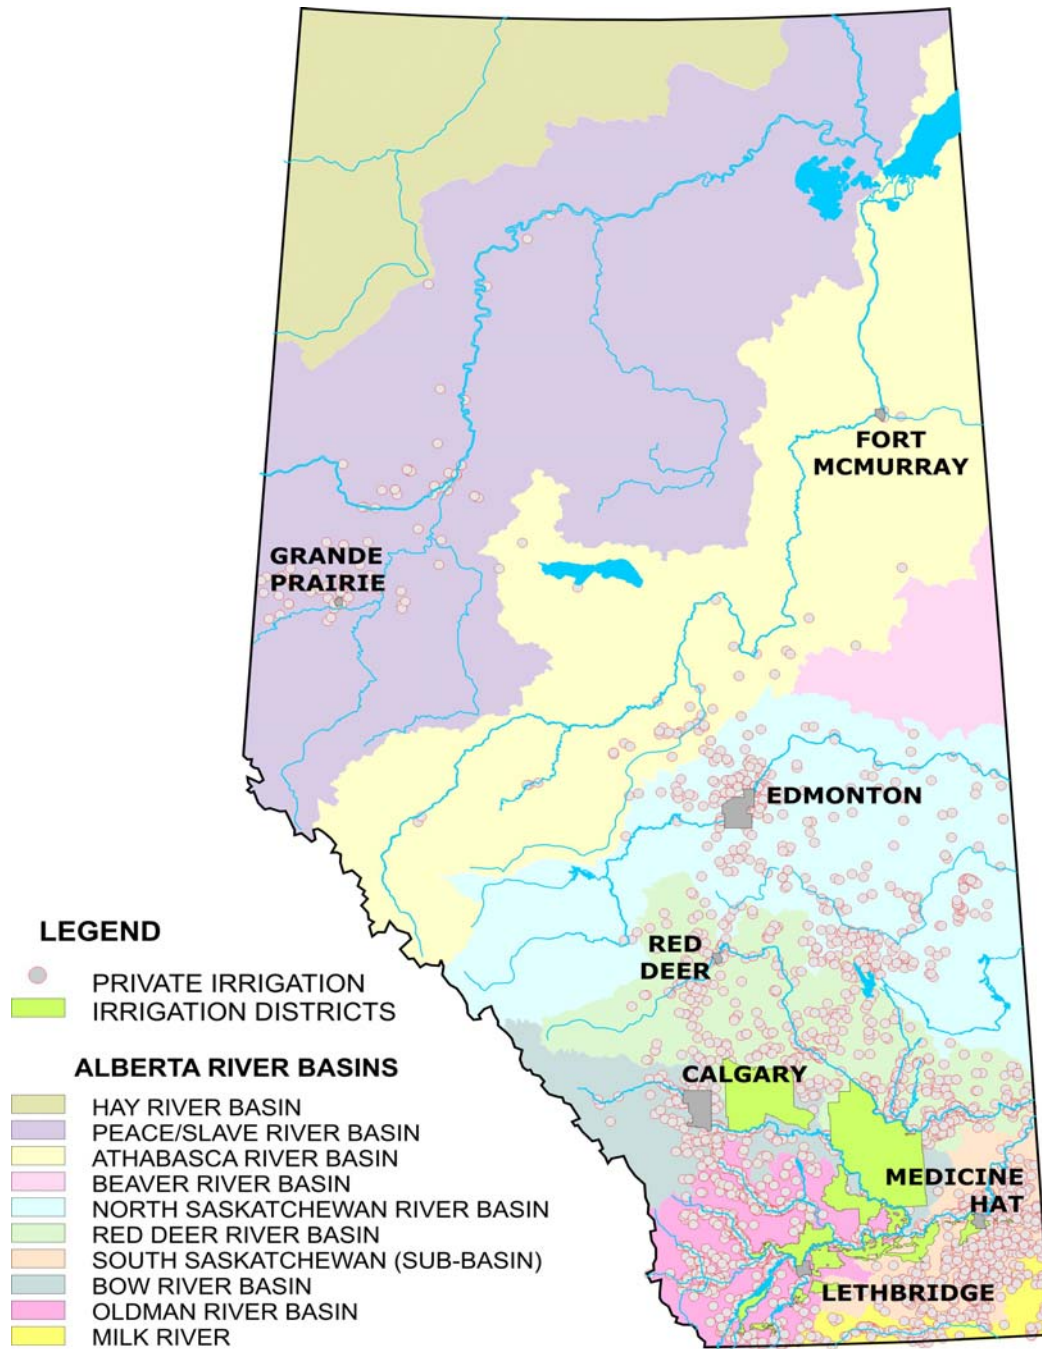 FORT
MCMURRAY
GRANDE
PRAIRIE
EDMONTON
RED
DEER
CALGARY
MEDICINE
HAT
LETHBRIDGE
LEGEND
PRIVATE IRRIGATION
IRRIGATION DISTRICTS
ALBERTA RIVER BASINS
HAY RIVER BASIN
PEACE/SLAVE RIVER BASIN
ATHABASCA RIVER BASIN
BEAVER RIVER BASIN
NORTH SASKATCHEWAN RIVER BASIN
RED DEER RIVER BASIN
SOUTH SASKATCHEWAN (SUB-BASIN)
BOW RIVER BASIN
OLDMAN RIVER BASIN
MILK RIVER